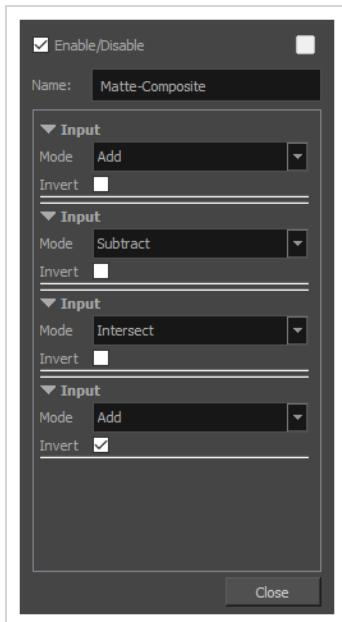 Enable/Disable
Name: Matte-Composite
Input
Mode Add
Invert
Input
Mode Subtract
Invert
Input
Mode Intersect
Invert
Input
Mode Add
Invert
Close